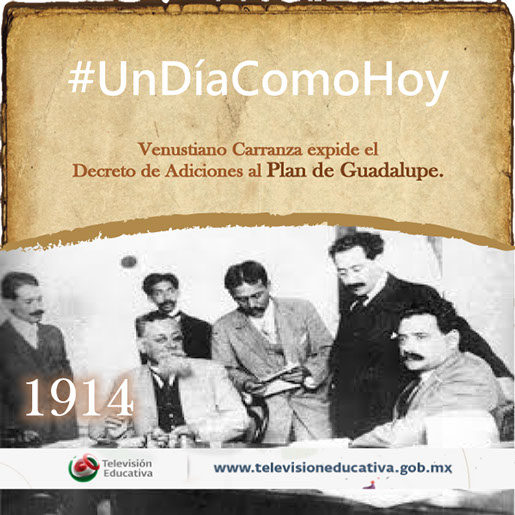 #UnDíaComoHoy
Venustiano Carranza expide el
Decreto de Adiciones al Plan de Guadalupe.
1914
Televisión
Educativa
www.televisioneducativa.gob.mx